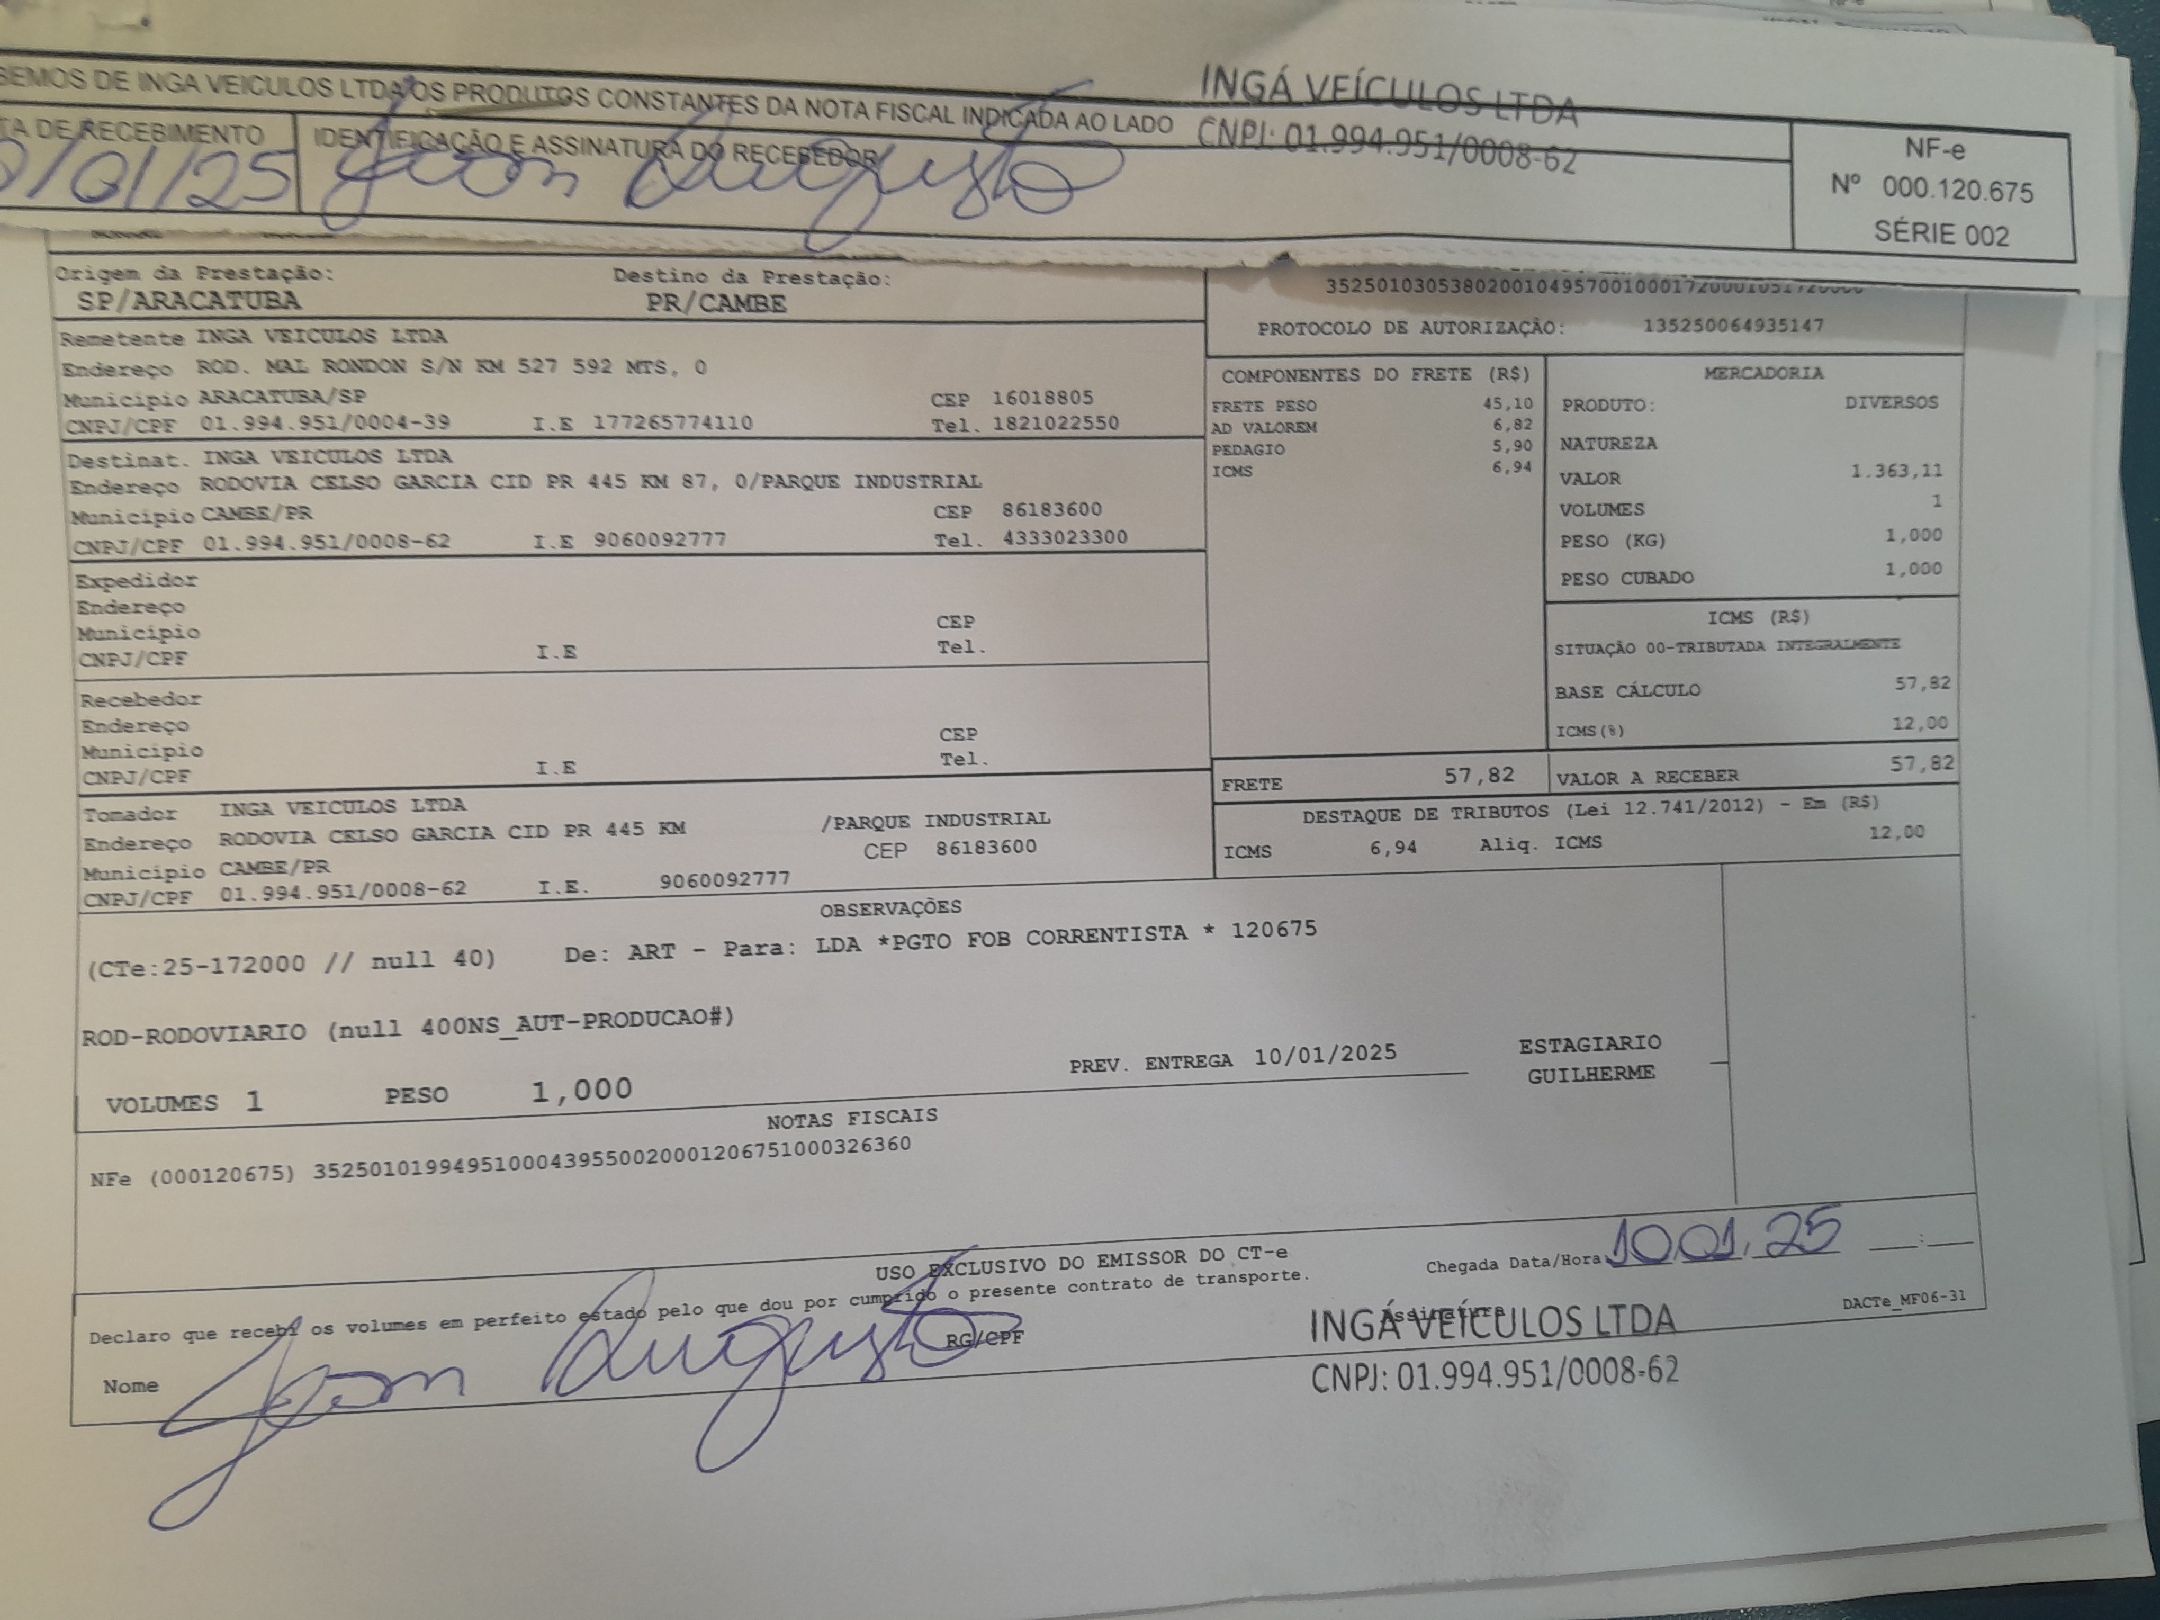 BEMOS DE INGA VEICULOS LTDA OS PRODUTOS CONSTANTES DA NOTA FISCAL INDICADA AO LADO
INGÁ VEÍCULOS LTDA
CNPJ: 01.994.951/0008-62
TA DE RECEBIMENTO
IDENTIFICAÇÃO E ASSINATURA DO RECEBEDOR
/01/25
Augusto
NF-e
Nº 000.120.675
SÉRIE 002
Origem da Prestação:
Destino da Prestação:
SP/ARACATUBA
PR/CAMBE
PROTOCOLO DE AUTORIZAÇÃO: 135250064935147
Remetente INGA VEICULOS LTDA
Endereço ROD. MAL RONDON S/N KM 527 592 MTS, 0
Município ARACATUBA/SP CEP 16018805
CNPJ/CPF 01.994.951/0004-39 I.E 177265774110 Tel. 1821022550
Destinat. INGA VEICULOS LTDA
Endereço RODOVIA CELSO GARCIA CID PR 445 KM 87, 0/PARQUE INDUSTRIAL
Município CAMBE/PR CEP 86183600
CNPJ/CPF 01.994.951/0008-62 I.E 9060092777 Tel. 4333023300
Expedidor
Endereço
Município CEP
CNPJ/CPF I.E Tel.
Recebedor
Endereço
Município CEP
CNPJ/CPF I.E Tel.
Tomador INGA VEICULOS LTDA
Endereço RODOVIA CELSO GARCIA CID PR 445 KM /PARQUE INDUSTRIAL
Município CAMBE/PR CEP 86183600
CNPJ/CPF 01.994.951/0008-62 I.E. 9060092777
COMPONENTES DO FRETE (R$)
FRETE PESO 45,10
AD VALOREM 6,82
PEDAGIO 5,90
ICMS 6,94
MERCADORIA
PRODUTO: DIVERSOS
NATUREZA
VALOR 1.363,11
VOLUMES 1
PESO (KG) 1,000
PESO CUBADO 1,000
ICMS (R$)
SITUAÇÃO 00-TRIBUTADA INTEGRALMENTE
BASE CÁLCULO 57,82
ICMS(%) 12,00
FRETE 57,82
VALOR A RECEBER 57,82
DESTAQUE DE TRIBUTOS (Lei 12.741/2012) - Em (R$)
ICMS 6,94 Aliq. ICMS 12,00
OBSERVAÇÕES
(CTe:25-172000 // null 40) De: ART - Para: LDA *PGTO FOB CORRENTISTA * 120675
ROD-RODOVIARIO (null 400NS_AUT-PRODUCAO#)
VOLUMES 1 PESO 1,000
PREV. ENTREGA 10/01/2025
ESTAGIARIO
GUILHERME
NOTAS FISCAIS
NFe (000120675) 35250101994951000439550020001206751000326360
USO EXCLUSIVO DO EMISSOR DO CT-e
Declaro que recebi os volumes em perfeito estado pelo que dou por cumprido o presente contrato de transporte.
Chegada Data/Hora 10 01. 25 :
Nome Augusto
RG/CPF
Assinatura
DACTe_MF06-31
INGÁ VEÍCULOS LTDA
CNPJ: 01.994.951/0008-62